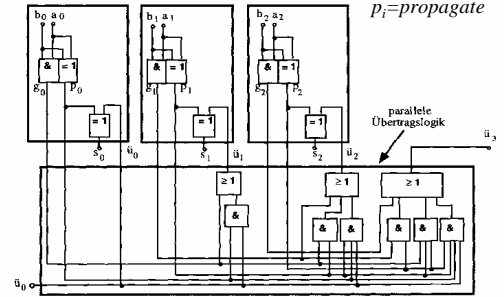 pᵢ=propagate
b₀ a₀ b₁ a₁ b₂ a₂
& =1 & =1 & =1
g₀ p₀ g₁ p₁ g₂ p₂
=1 =1 =1
s₀ ü₀ s₁ ü₁ s₂ ü₂
parallele
Übertragslogik
ü₃
≥1 ≥1 ≥1
& & & & & &
ü₀